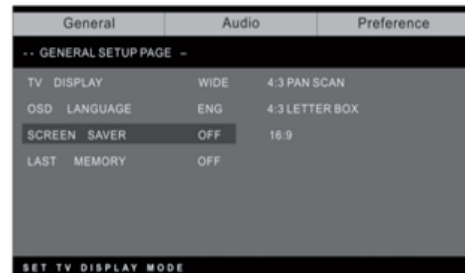 General Audio Preference
-- GENERAL SETUP PAGE –
TV DISPLAY WIDE 4:3 PAN SCAN
OSD LANGUAGE ENG 4:3 LETTER BOX
SCREEN SAVER OFF 16:9
LAST MEMORY OFF
SET TV DISPLAY MODE